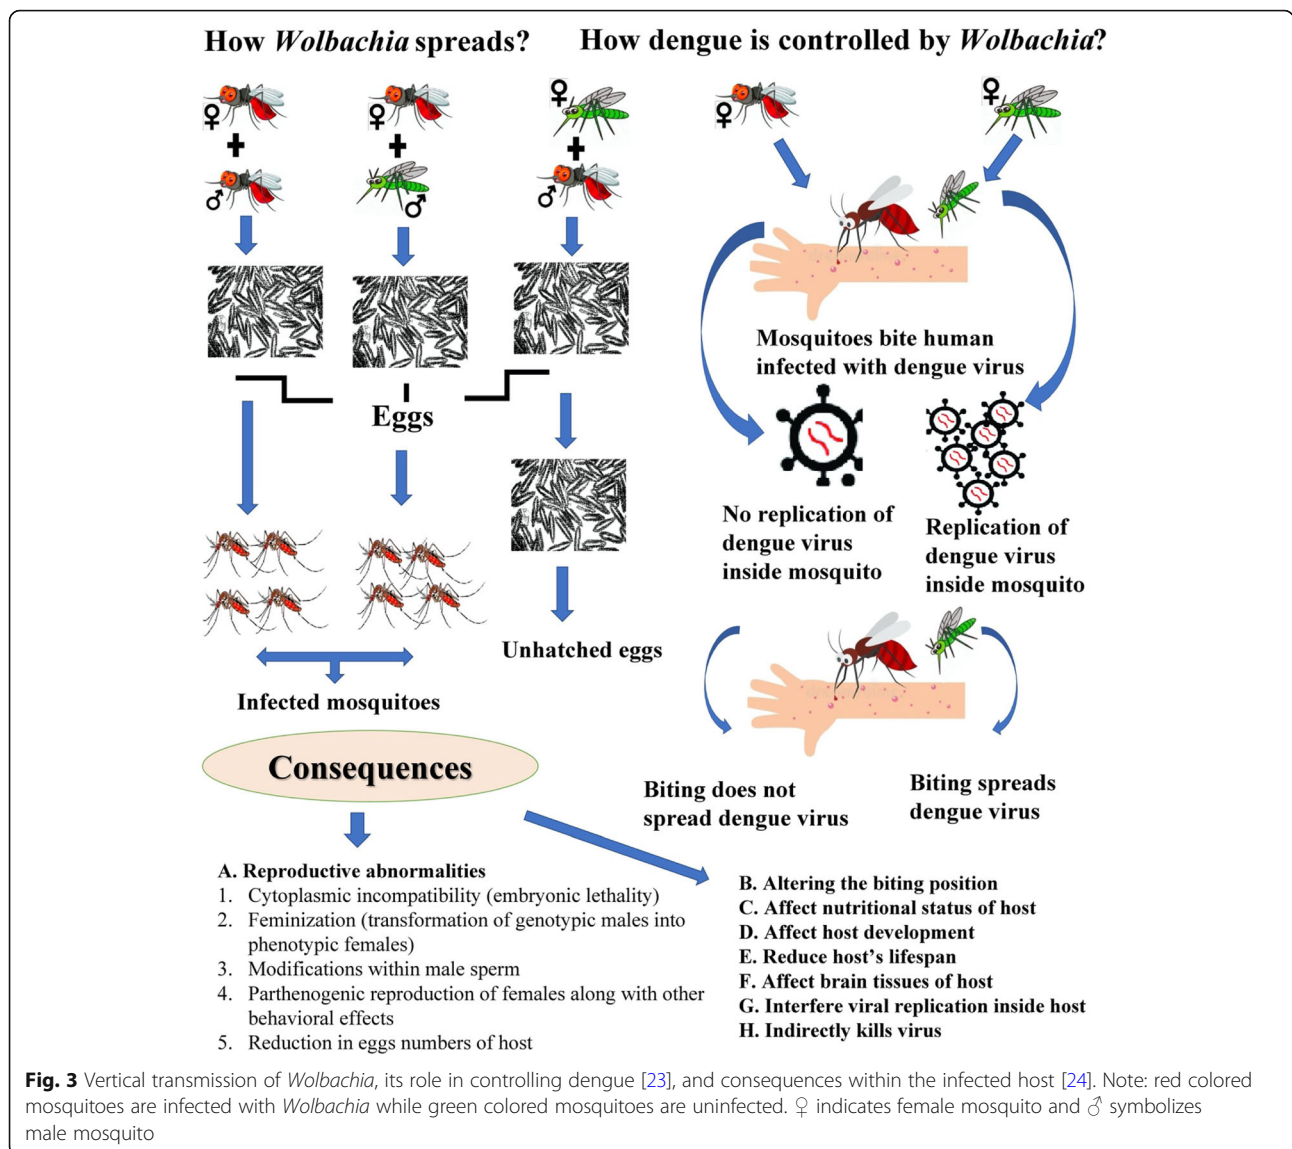 How Wolbachia spreads?
How dengue is controlled by Wolbachia?
♀
♀
♀
♀
♀
+
+
+
♂
♂
♂
Mosquitoes bite human
infected with dengue virus
Eggs
No replication of
dengue virus
inside mosquito
Replication of
dengue virus
inside mosquito
Unhatched eggs
Infected mosquitoes
Biting does not
spread dengue virus
Biting spreads
dengue virus
Consequences
A. Reproductive abnormalities
1. Cytoplasmic incompatibility (embryonic lethality)
2. Feminization (transformation of genotypic males into
phenotypic females)
3. Modifications within male sperm
4. Parthenogenic reproduction of females along with other
behavioral effects
5. Reduction in eggs numbers of host
B. Altering the biting position
C. Affect nutritional status of host
D. Affect host development
E. Reduce host's lifespan
F. Affect brain tissues of host
G. Interfere viral replication inside host
H. Indirectly kills virus
Fig. 3 Vertical transmission of Wolbachia, its role in controlling dengue [23], and consequences within the infected host [24]. Note: red colored
mosquitoes are infected with Wolbachia while green colored mosquitoes are uninfected. ♀ indicates female mosquito and ♂ symbolizes
male mosquito